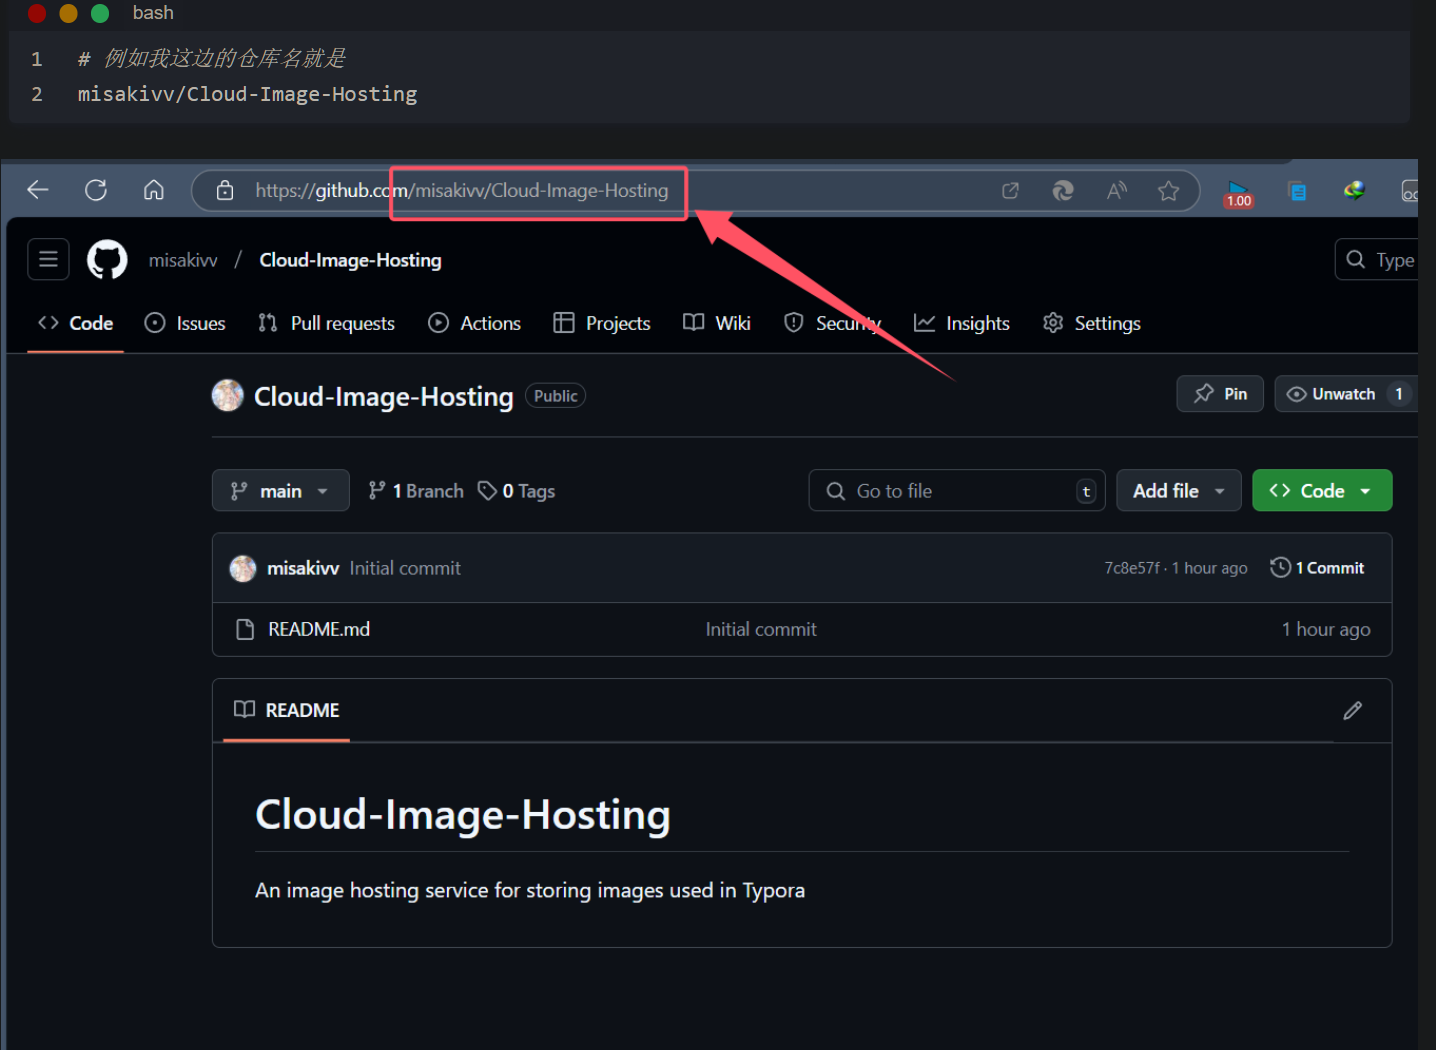 bash
1 # 例如我这边的仓库名就是
2 misakivv/Cloud-Image-Hosting
https://github.com/misakivv/Cloud-Image-Hosting
1.00
misakivv / Cloud-Image-Hosting
Type
Code Issues Pull requests Actions Projects Wiki Security Insights Settings
Cloud-Image-Hosting Public
Pin Unwatch 1
main 1 Branch 0 Tags Go to file t Add file Code
misakivv Initial commit 7c8e57f · 1 hour ago 1 Commit
README.md Initial commit 1 hour ago
README
Cloud-Image-Hosting
An image hosting service for storing images used in Typora